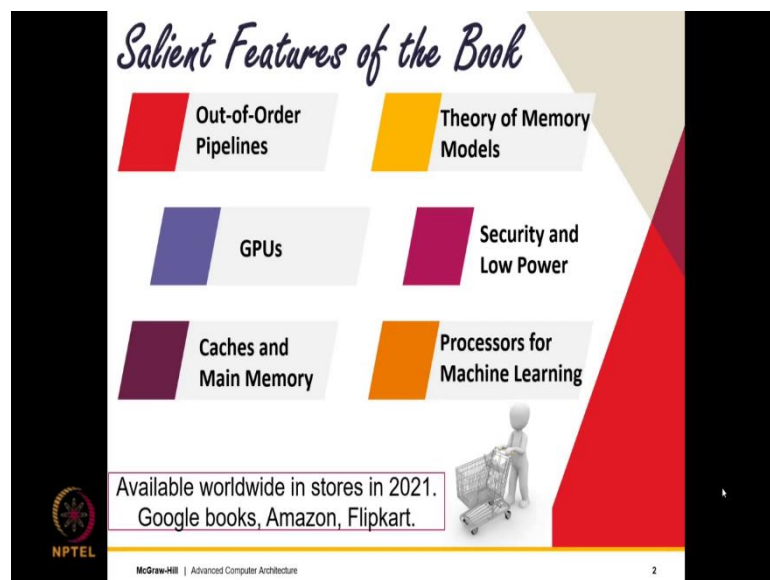 Salient Features of the Book
Out-of-Order
Pipelines
Theory of Memory
Models
GPUs
Security and
Low Power
Caches and
Main Memory
Processors for
Machine Learning
Available worldwide in stores in 2021.
Google books, Amazon, Flipkart.
NPTEL
McGraw-Hill | Advanced Computer Architecture
2